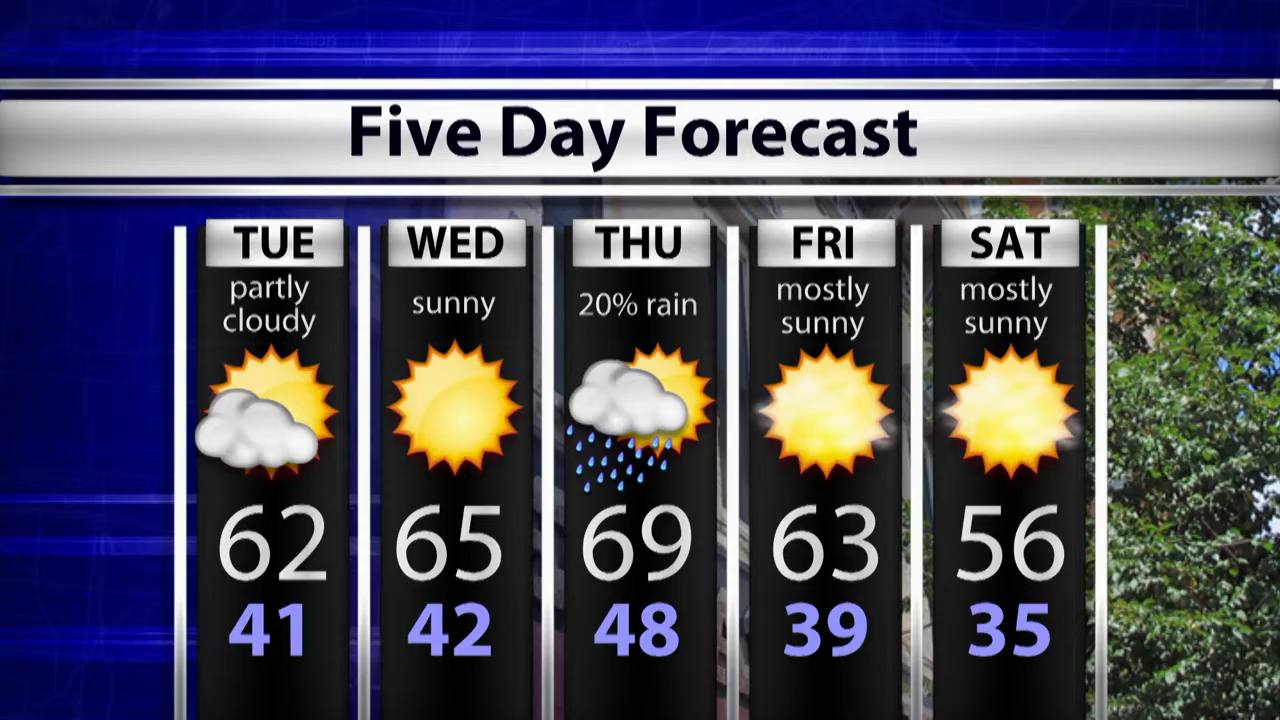 Five Day Forecast
TUE
partly
cloudy
62
41
WED
sunny
65
42
THU
20% rain
69
48
FRI
mostly
sunny
63
39
SAT
mostly
sunny
56
35